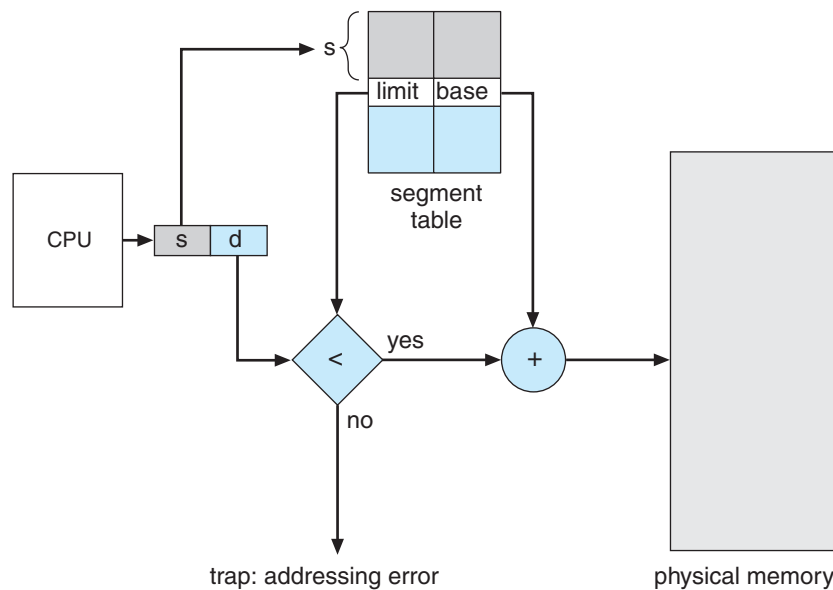 s
limit base
segment
table
CPU
s d
< yes +
no
trap: addressing error
physical memory